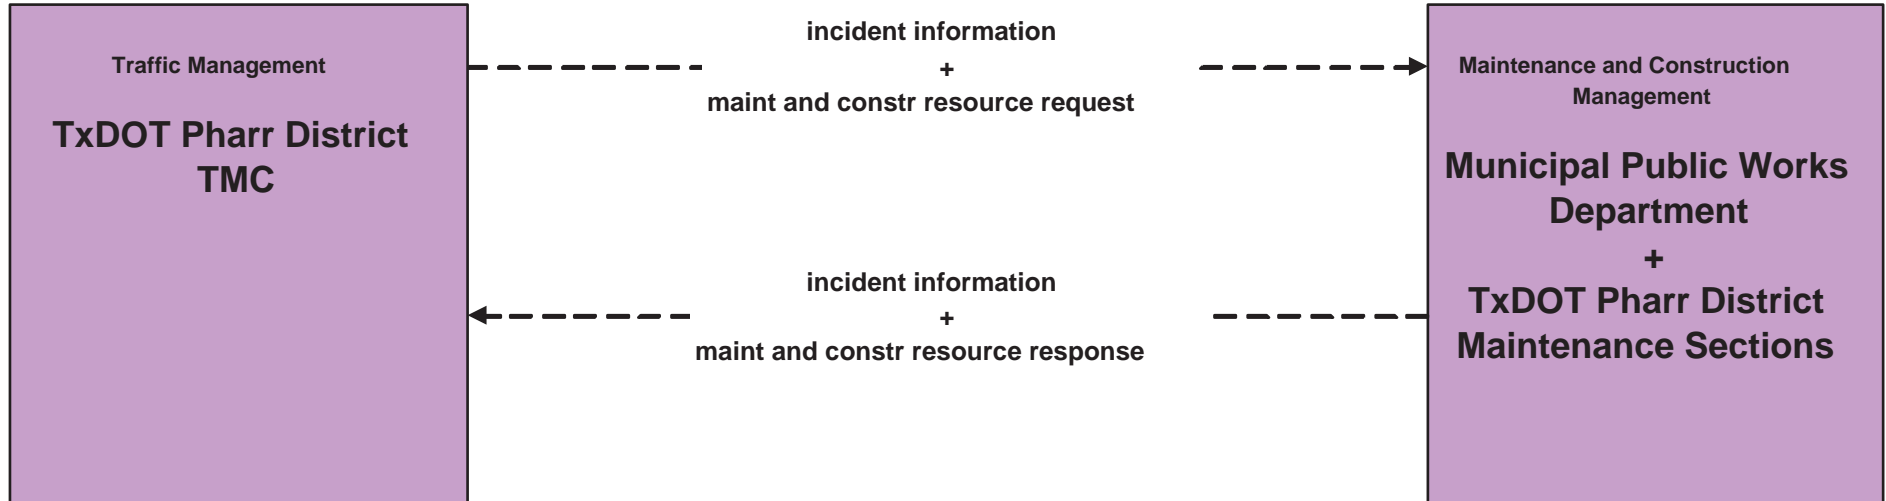 Traffic Management
TxDOT Pharr District
TMC
incident information
+
maint and constr resource request
incident information
+
maint and constr resource response
Maintenance and Construction
Management
Municipal Public Works
Department
+
TxDOT Pharr District
Maintenance Sections